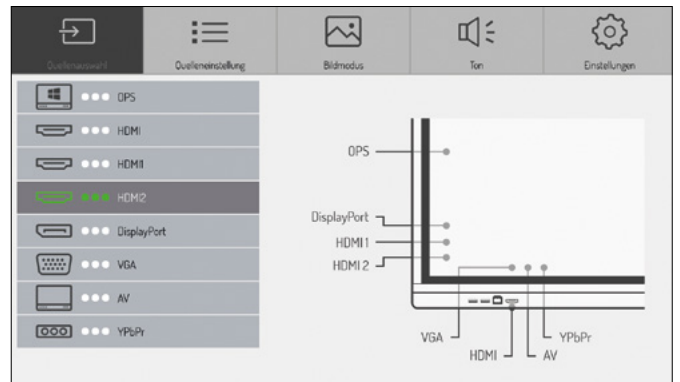 Quellenauswahl
Quelleneinstellung
Bildmodus
Ton
Einstellungen
OPS
HDMI
HDMI1
HDMI2
DisplayPort
VGA
AV
YPbPr
OPS
DisplayPort
HDMI 1
HDMI 2
VGA
HDMI
AV
YPbPr